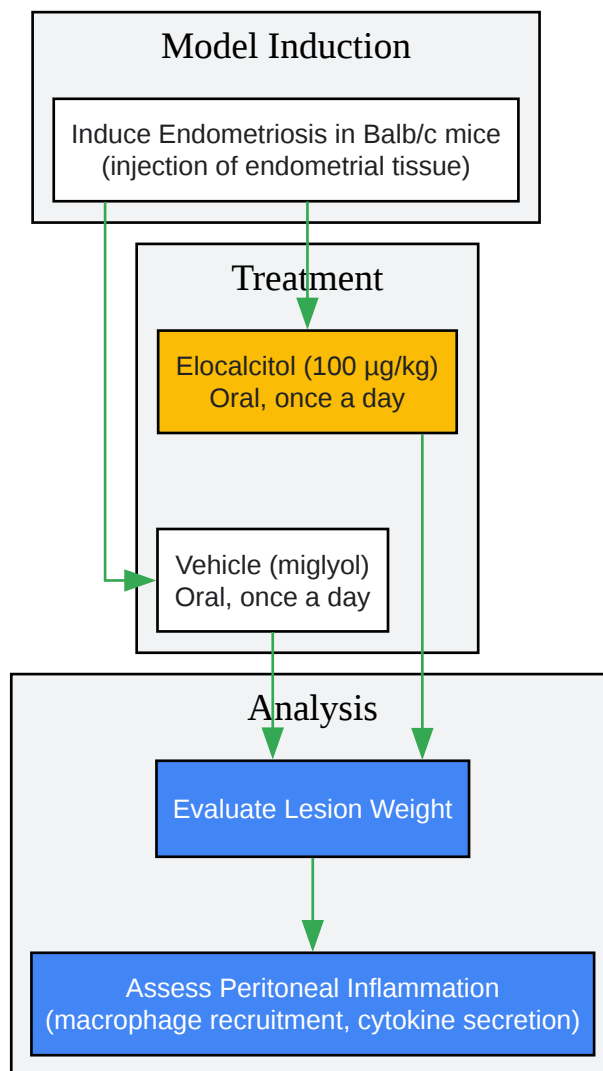 Model Induction
Induce Endometriosis in Balb/c mice
(injection of endometrial tissue)
Treatment
Elocalcitol (100 µg/kg)
Oral, once a day
Vehicle (miglyol)
Oral, once a day
Analysis
Evaluate Lesion Weight
Assess Peritoneal Inflammation
(macrophage recruitment, cytokine secretion)